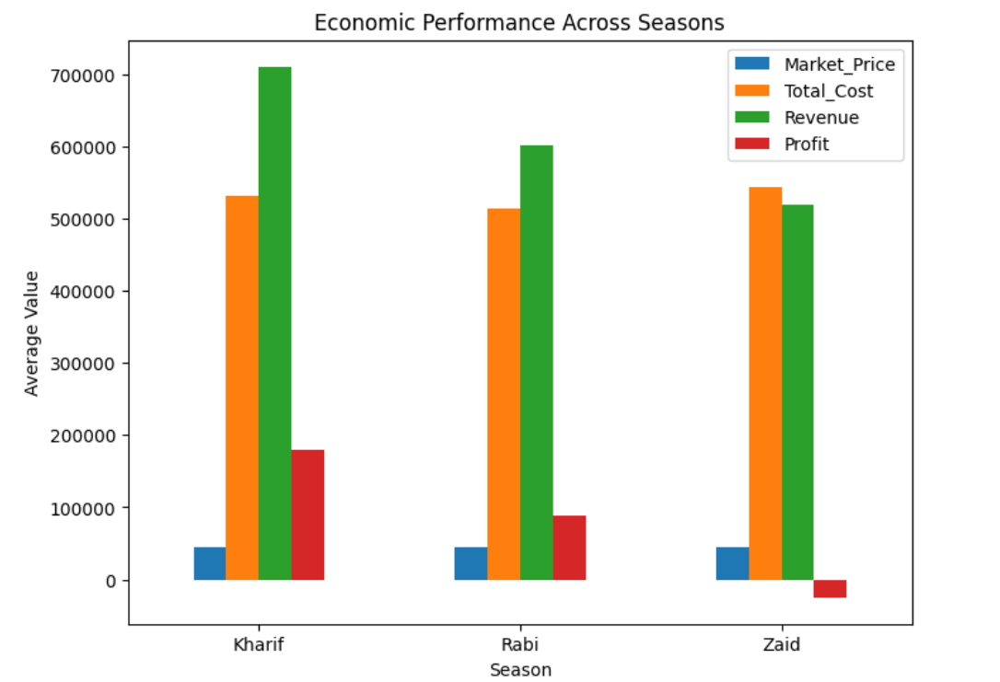 Economic Performance Across Seasons
Market_Price
Total_Cost
Revenue
Profit
700000
600000
500000
400000
300000
200000
100000
0
Average Value
Kharif
Rabi
Zaid
Season